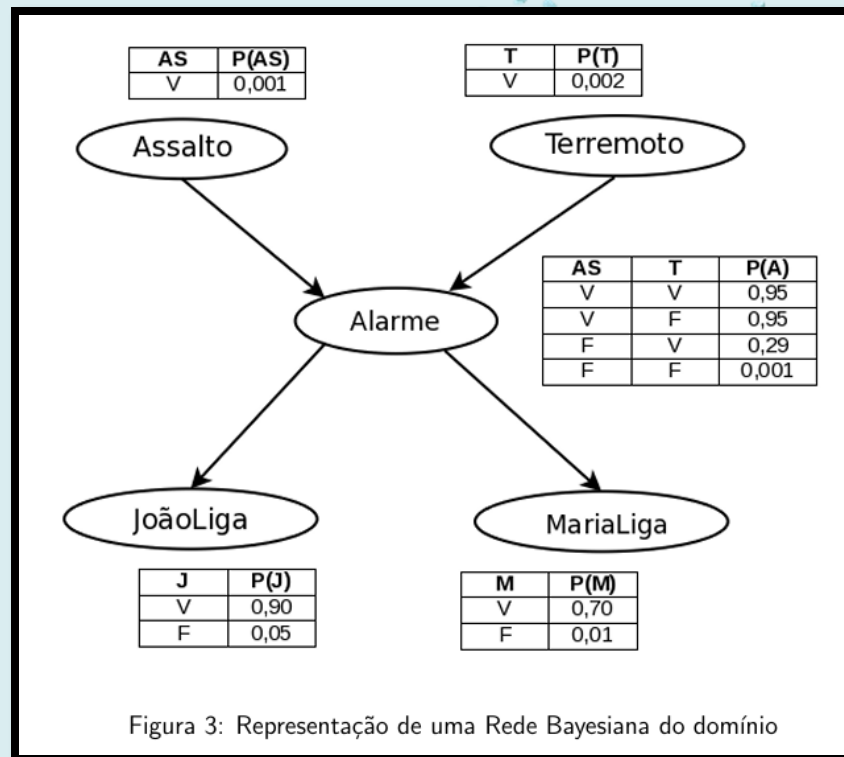 AS P(AS)
V 0,001
T P(T)
V 0,002
Assalto
Terremoto
AS T P(A)
V V 0,95
V F 0,95
F V 0,29
F F 0,001
Alarme
JoãoLiga
MariaLiga
J P(J)
V 0,90
F 0,05
M P(M)
V 0,70
F 0,01
Figura 3: Representação de uma Rede Bayesiana do domínio